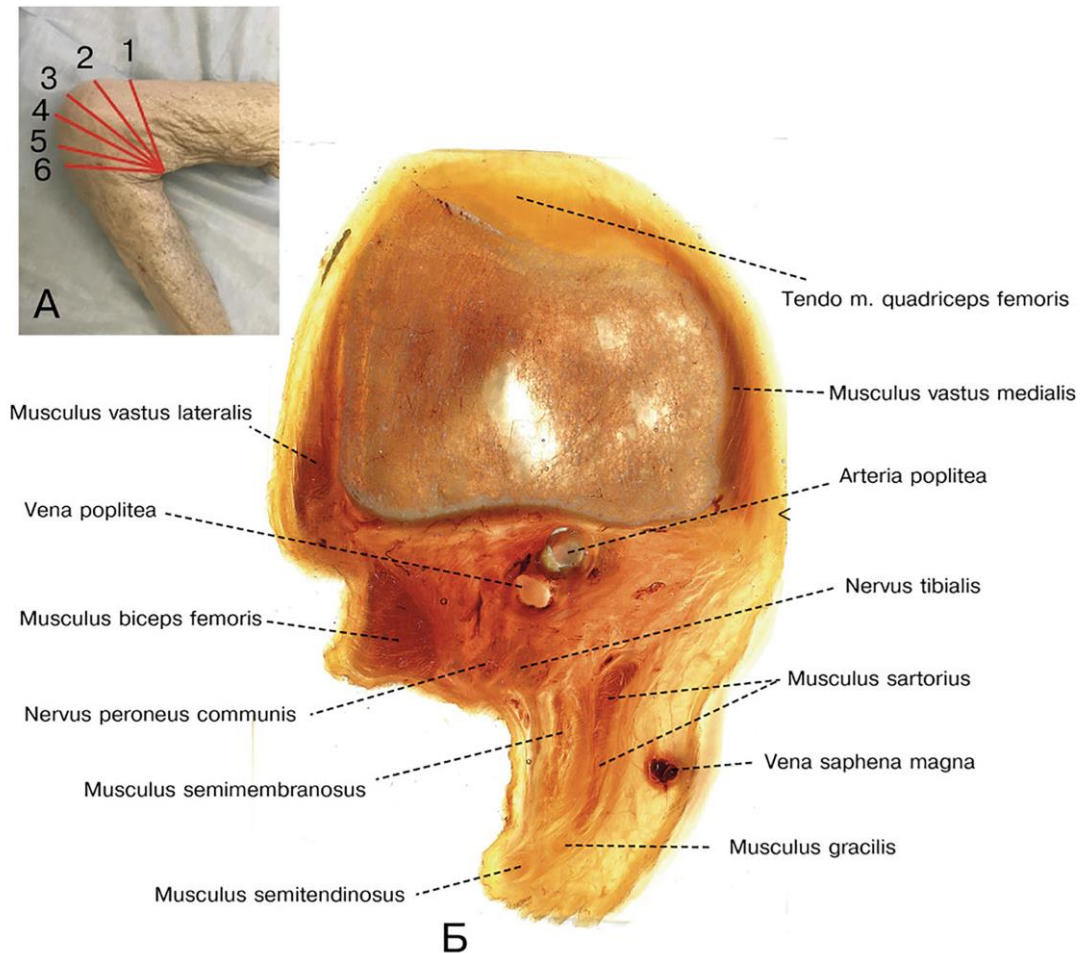 1
2
3
4
5
6
А
Tendo m. quadriceps femoris
Musculus vastus medialis
Musculus vastus lateralis
Arteria poplitea
Vena poplitea
Nervus tibialis
Musculus biceps femoris
Musculus sartorius
Nervus peroneus communis
Vena saphena magna
Musculus semimembranosus
Musculus gracilis
Musculus semitendinosus
Б